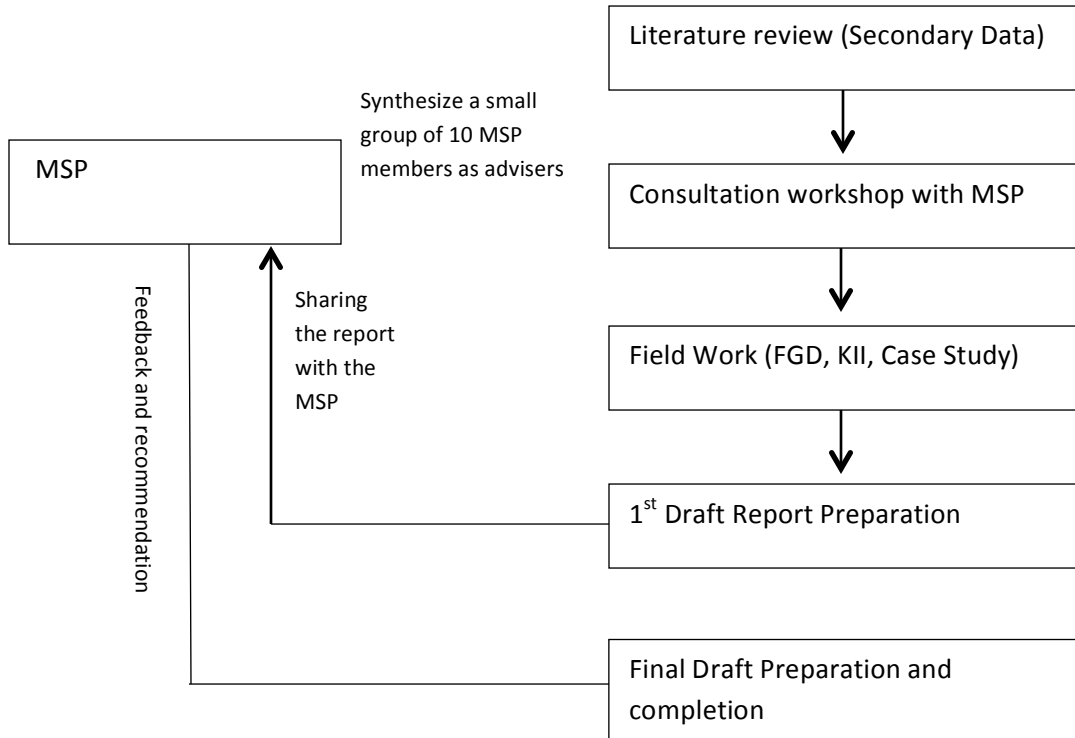 Literature review (Secondary Data)
Synthesize a small
group of 10 MSP
members as advisers
MSP
Consultation workshop with MSP
Feedback and recommendation
Sharing
the report
with the
MSP
Field Work (FGD, KII, Case Study)
1st Draft Report Preparation
Final Draft Preparation and
completion